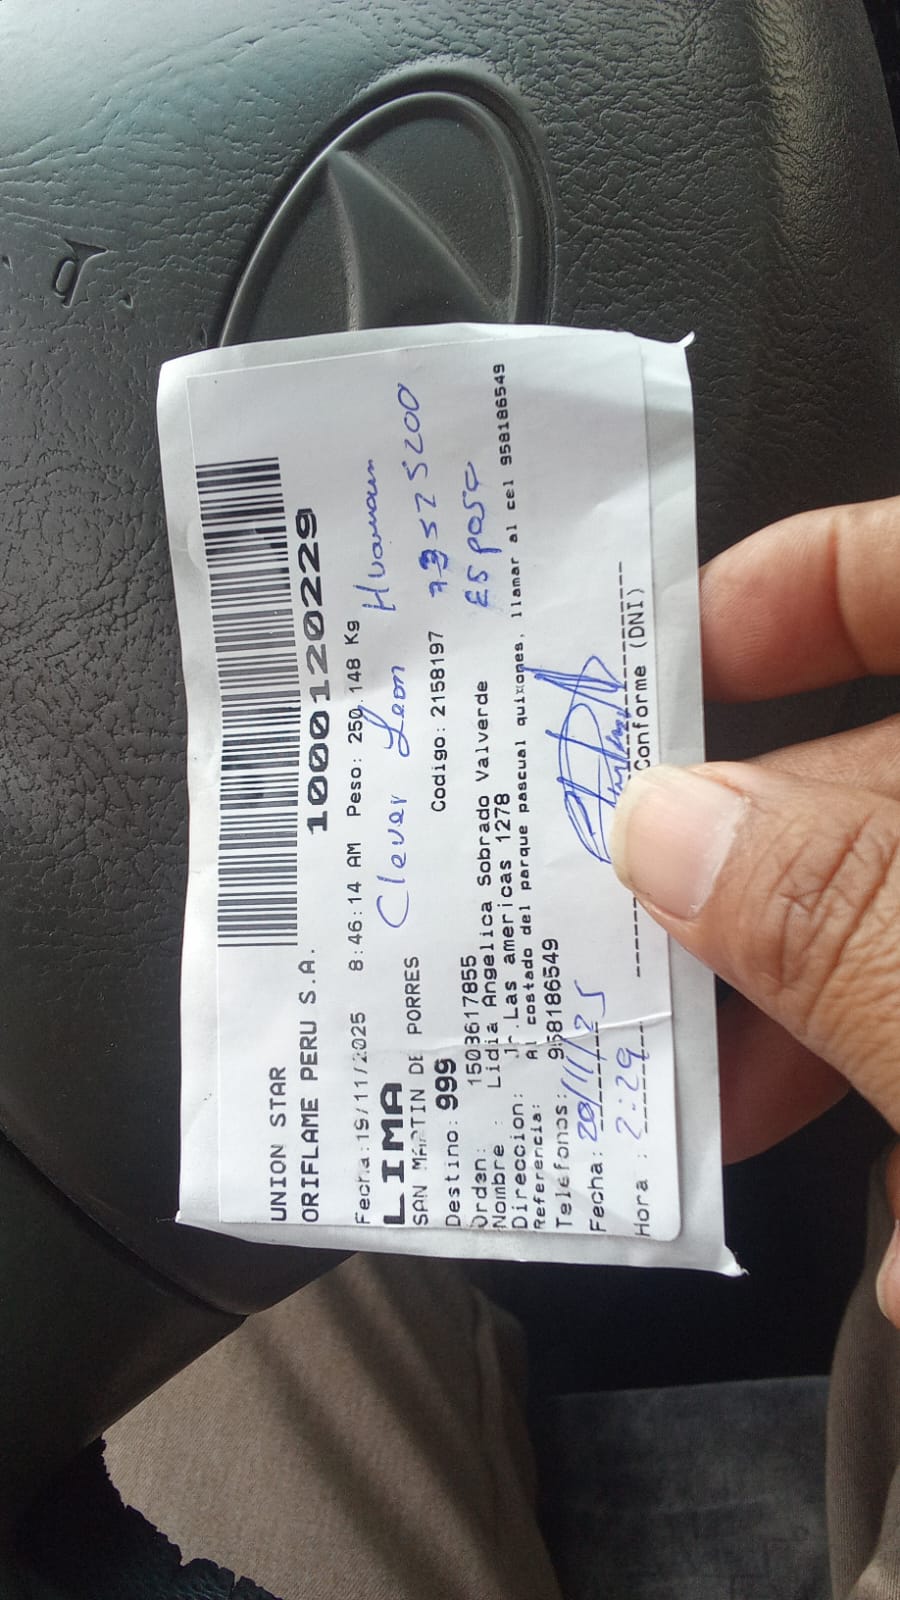 UNION STAR
ORIFLAME PERU S.A.
1000120229
Fecha:19/11/2025 8:46:14 AM Peso: 250.148 Kg
LIMA
Clever Leon Huamam
SAN MARTIN DE PORRES
Destino: 999 Codigo: 2158197
Orden: 1503617855
Esposo
Nombre : Lidia Angelica Sobrado Valverde
Direccion: Jr.Las americas 1278
Referencia: Al costado del parque pascual quiñones, llamar al cel 958186549
Telefonos: 958186549
Fecha: 20/11/25
Hora : 2:29
Conforme (DNI)